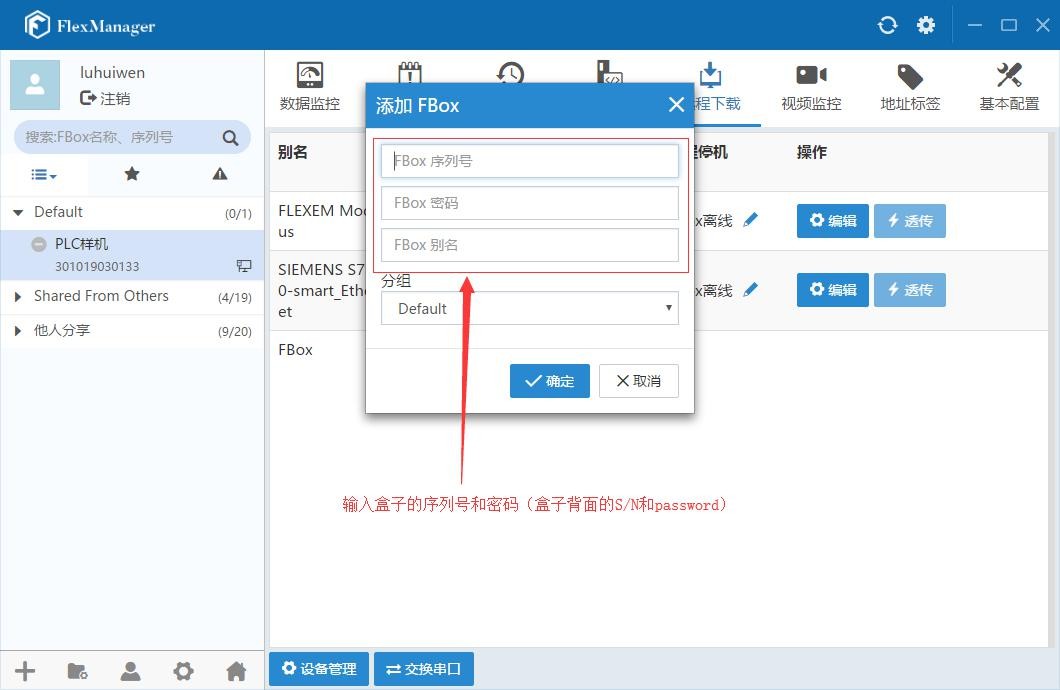 FlexManager
luhuiwen
注销
搜索:FBox名称、序列号
Default (0/1)
PLC样机
301019030133
Shared From Others (4/19)
他人分享 (9/20)
数据监控
程下载
视频监控
地址标签
基本配置
别名
停机
操作
FLEXEM Mod
us
x离线
编辑
透传
SIEMENS S7
0-smart_Eth
et
x离线
编辑
透传
FBox
添加 FBox
FBox 序列号
FBox 密码
FBox 别名
分组
Default
确定
取消
输入盒子的序列号和密码（盒子背面的S/N和password）
设备管理
交换串口